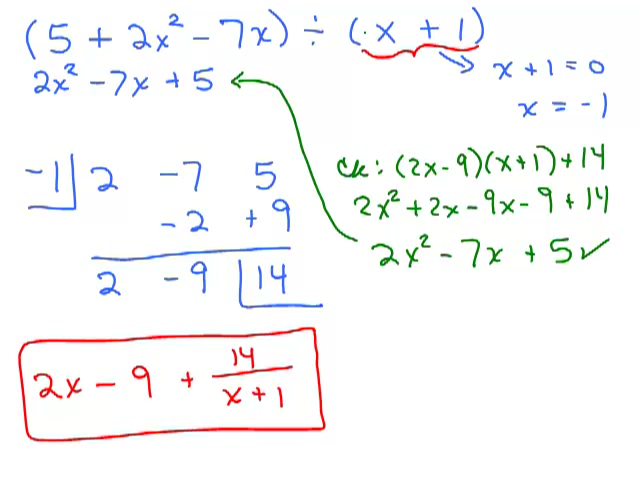 (5 + 2x² - 7x) ÷ (x + 1)
2x² - 7x + 5
x + 1 = 0
x = -1
-1 | 2 -7 5
-2 +9
2 -9 | 14
2x - 9 + 14/(x + 1)
ck: (2x - 9)(x + 1) + 14
2x² + 2x - 9x - 9 + 14
2x² - 7x + 5 ✓